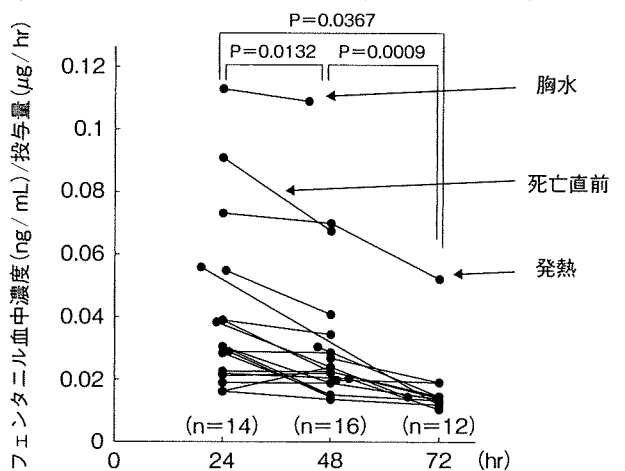 P=0.0367
P=0.0132
P=0.0009
フェンタニル血中濃度(ng/mL)/投与量(μg/hr)
0.12
0.1
0.08
0.06
0.04
0.02
0
胸水
死亡直前
発熱
(n=14)
(n=16)
(n=12)
0
24
48
72
(hr)